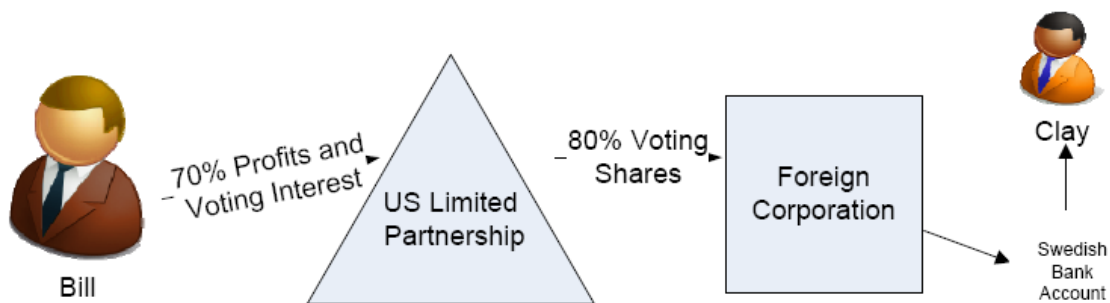 Bill
70% Profits and
Voting Interest
US Limited
Partnership
80% Voting
Shares
Foreign
Corporation
Clay
Swedish
Bank
Account